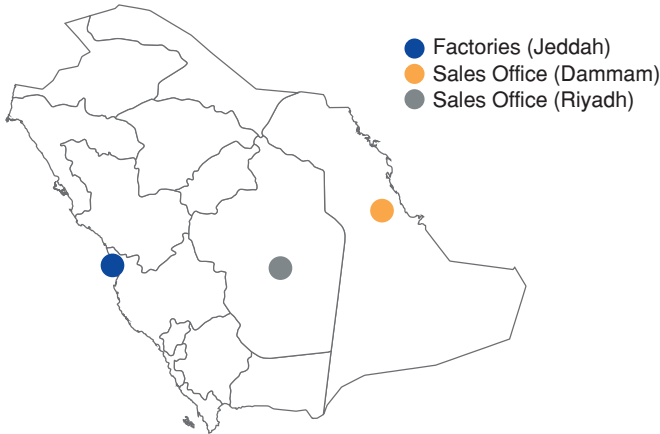 Factories (Jeddah)
Sales Office (Dammam)
Sales Office (Riyadh)